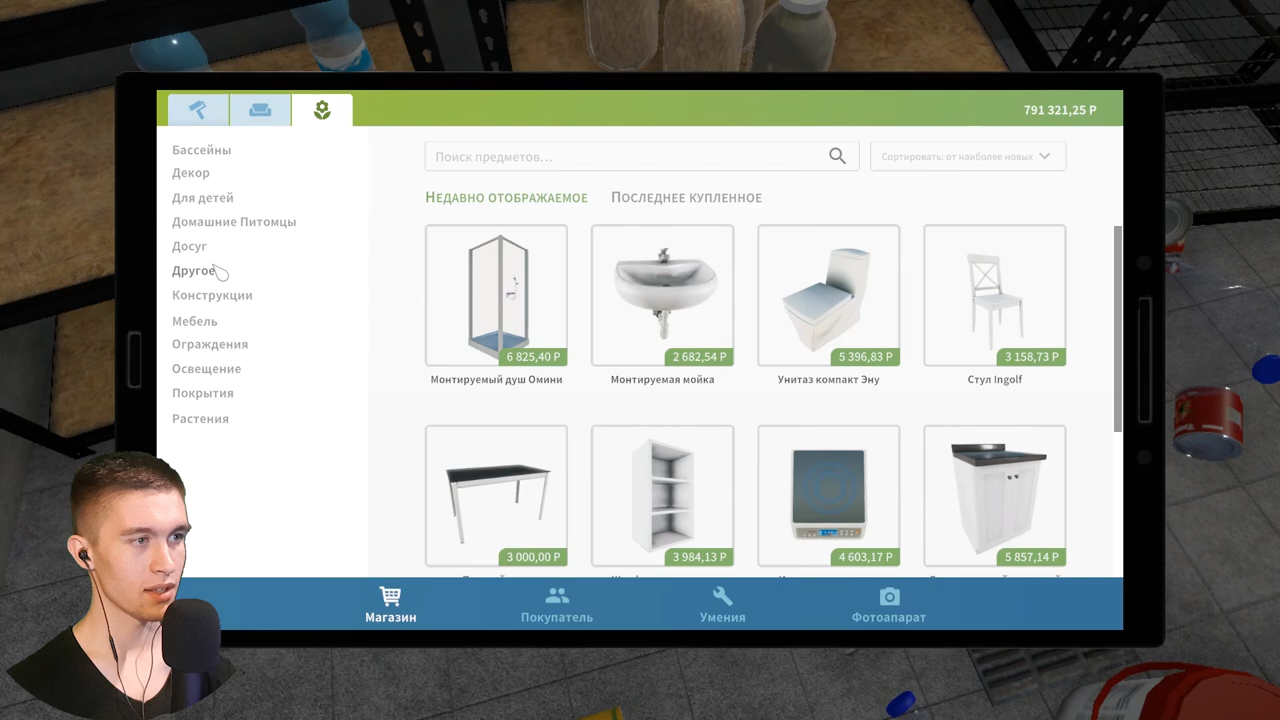 791 321,25 Р
Бассейны
Декор
Для детей
Домашние Питомцы
Досуг
Другое
Конструкции
Мебель
Ограждения
Освещение
Покрытия
Растения
Поиск предметов...
Сортировать: от наиболее новых
Недавно отображаемое
Последнее купленное
6 825,40 Р
2 682,54 Р
5 396,83 Р
3 158,73 Р
Монтируемый душ Омини
Монтируемая мойка
Унитаз компакт Эну
Стул Ingolf
3 000,00 Р
3 984,13 Р
4 603,17 Р
5 857,14 Р
Магазин
Покупатель
Умения
Фотоапарат